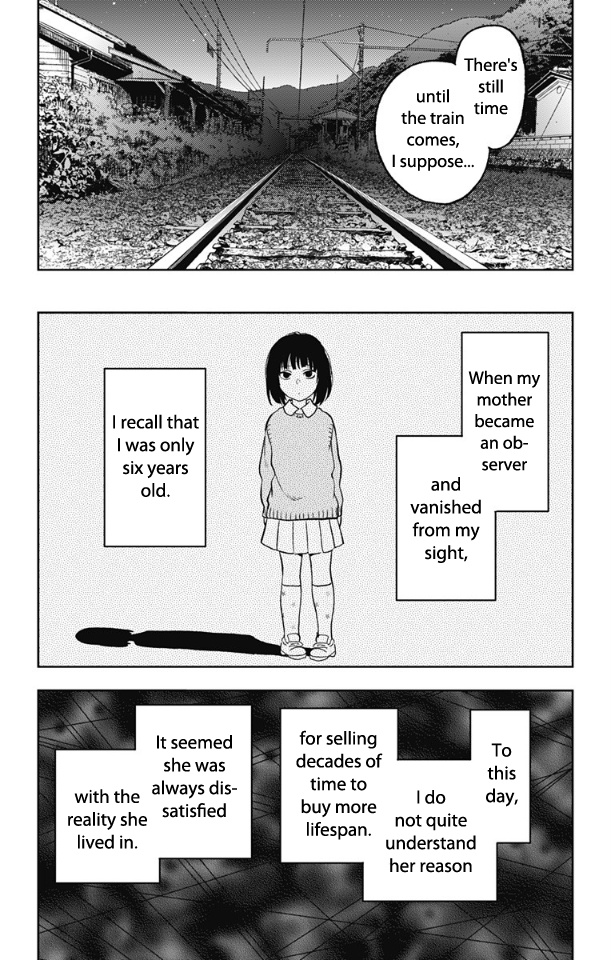 There's
still
time
until
the train
comes,
I suppose...
When my
mother
became
an ob-
server
and
vanished
from my
sight,
I recall that
I was only
six years
old.
To
this
day,
I do
not quite
understand
her reason
for selling
decades of
time to
buy more
lifespan.
It seemed
she was
always dis-
satisfied
with the
reality she
lived in.